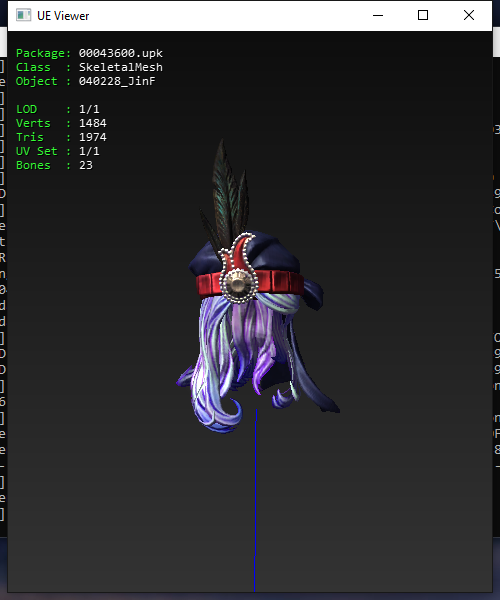 UE Viewer
Package: 00043600.upk
Class : SkeletalMesh
Object : 040228_JinF
LOD : 1/1
Verts : 1484
Tris : 1974
UV Set : 1/1
Bones : 23